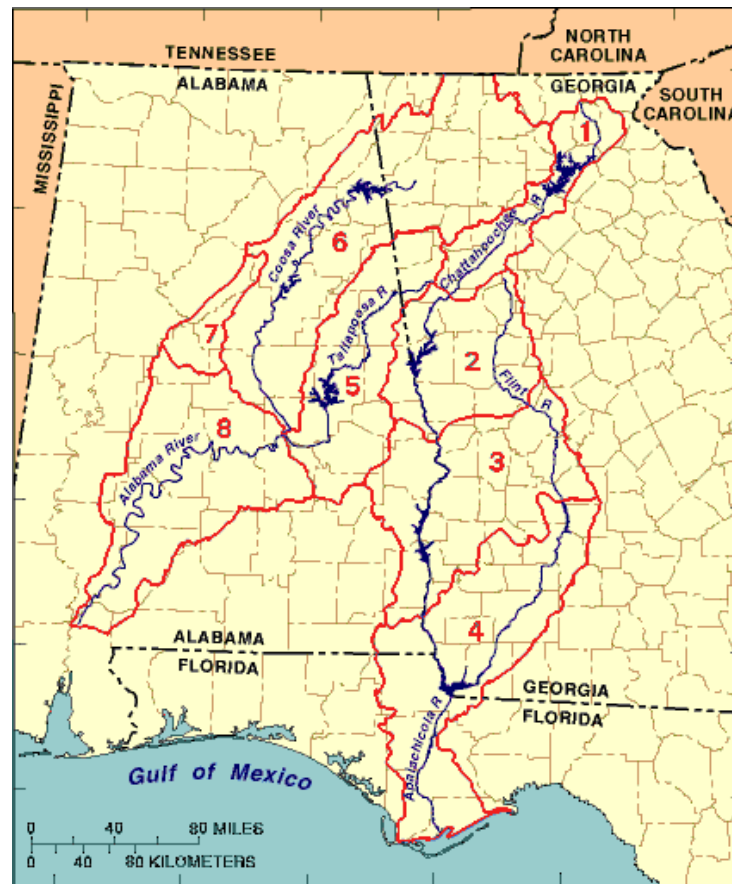 TENNESSEE
NORTH
CAROLINA
ALABAMA
GEORGIA
SOUTH
CAROLINA
MISSISSIPPI
1
Coosa River
6
Chattahoochee R
7
Tallapoosa R
5
2
Flint R
8
Alabama River
3
4
ALABAMA
FLORIDA
GEORGIA
FLORIDA
Apalachicola R
Gulf of Mexico
0 40 80 MILES
0 40 80 KILOMETERS